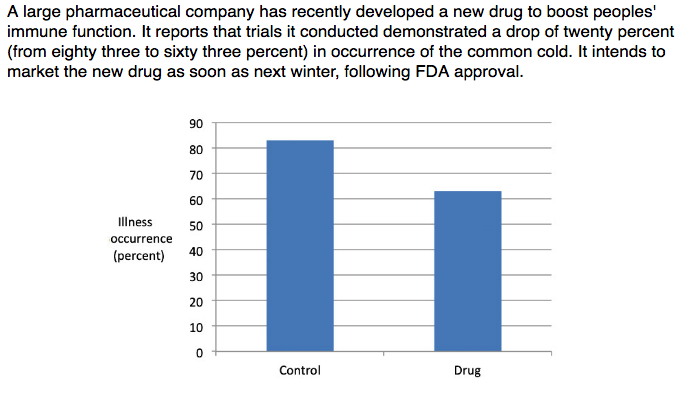 A large pharmaceutical company has recently developed a new drug to boost peoples'
immune function. It reports that trials it conducted demonstrated a drop of twenty percent
(from eighty three to sixty three percent) in occurrence of the common cold. It intends to
market the new drug as soon as next winter, following FDA approval.
90
80
70
60
50
40
30
20
10
0
Illness
occurrence
(percent)
Control
Drug